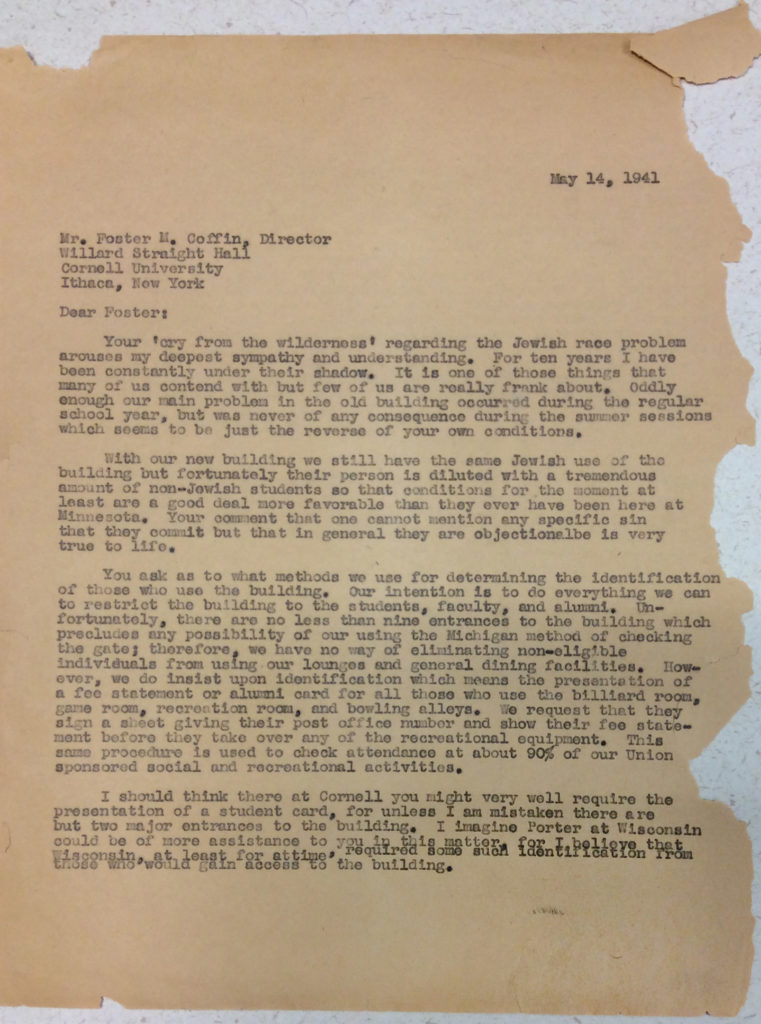 May 14, 1941
Mr. Foster M. Coffin, Director
Willard Straight Hall
Cornell University
Ithaca, New York
Dear Foster:
Your 'cry from the wilderness' regarding the Jewish race problem
arouses my deepest sympathy and understanding. For ten years I have
been constantly under their shadow. It is one of those things that
many of us contend with but few of us are really frank about. Oddly
enough our main problem in the old building occurred during the regular
school year, but was never of any consequence during the summer sessions
which seems to be just the reverse of your own conditions.
With our new building we still have the same Jewish use of the
building but fortunately their person is diluted with a tremendous
amount of non-Jewish students so that conditions for the moment at
least are a good deal more favorable than they ever have been here at
Minnesota. Your comment that one cannot mention any specific sin
that they commit but that in general they are objectionalbe is very
true to life.
You ask as to what methods we use for determining the identification
of those who use the building. Our intention is to do everything we can
to restrict the building to the students, faculty, and alumni. Un-
fortunately, there are no less than nine entrances to the building which
precludes any possibility of our using the Michigan method of checking
the gate; therefore, we have no way of eliminating non-eligible
individuals from using our lounges and general dining facilities. How-
ever, we do insist upon identification which means the presentation of
a fee statement or alumni card for all those who use the billiard room,
game room, recreation room, and bowling alleys. We request that they
sign a sheet giving their post office number and show their fee state-
ment before they take over any of the recreational equipment. This
same procedure is used to check attendance at about 90% of our Union
sponsored social and recreational activities.
I should think there at Cornell you might very well require the
presentation of a student card, for unless I am mistaken there are
but two major entrances to the building. I imagine Porter at Wisconsin
could be of more assistance to you in this matter, for I believe that
Wisconsin, at least for attime, required some such identification from
those who would gain access to the building.